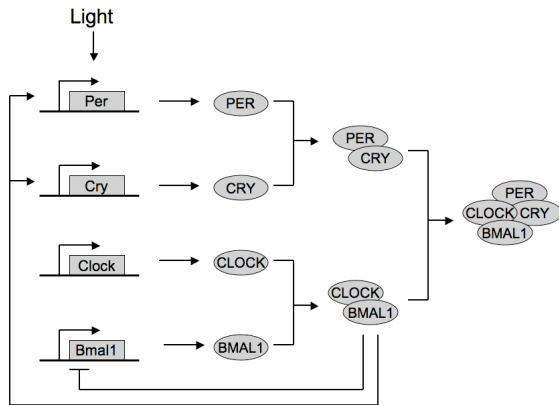 Light
Per
PER
PER
CRY
Cry
CRY
PER
CLOCK CRY
BMAL1
Clock
CLOCK
CLOCK
BMAL1
Bmal1
BMAL1